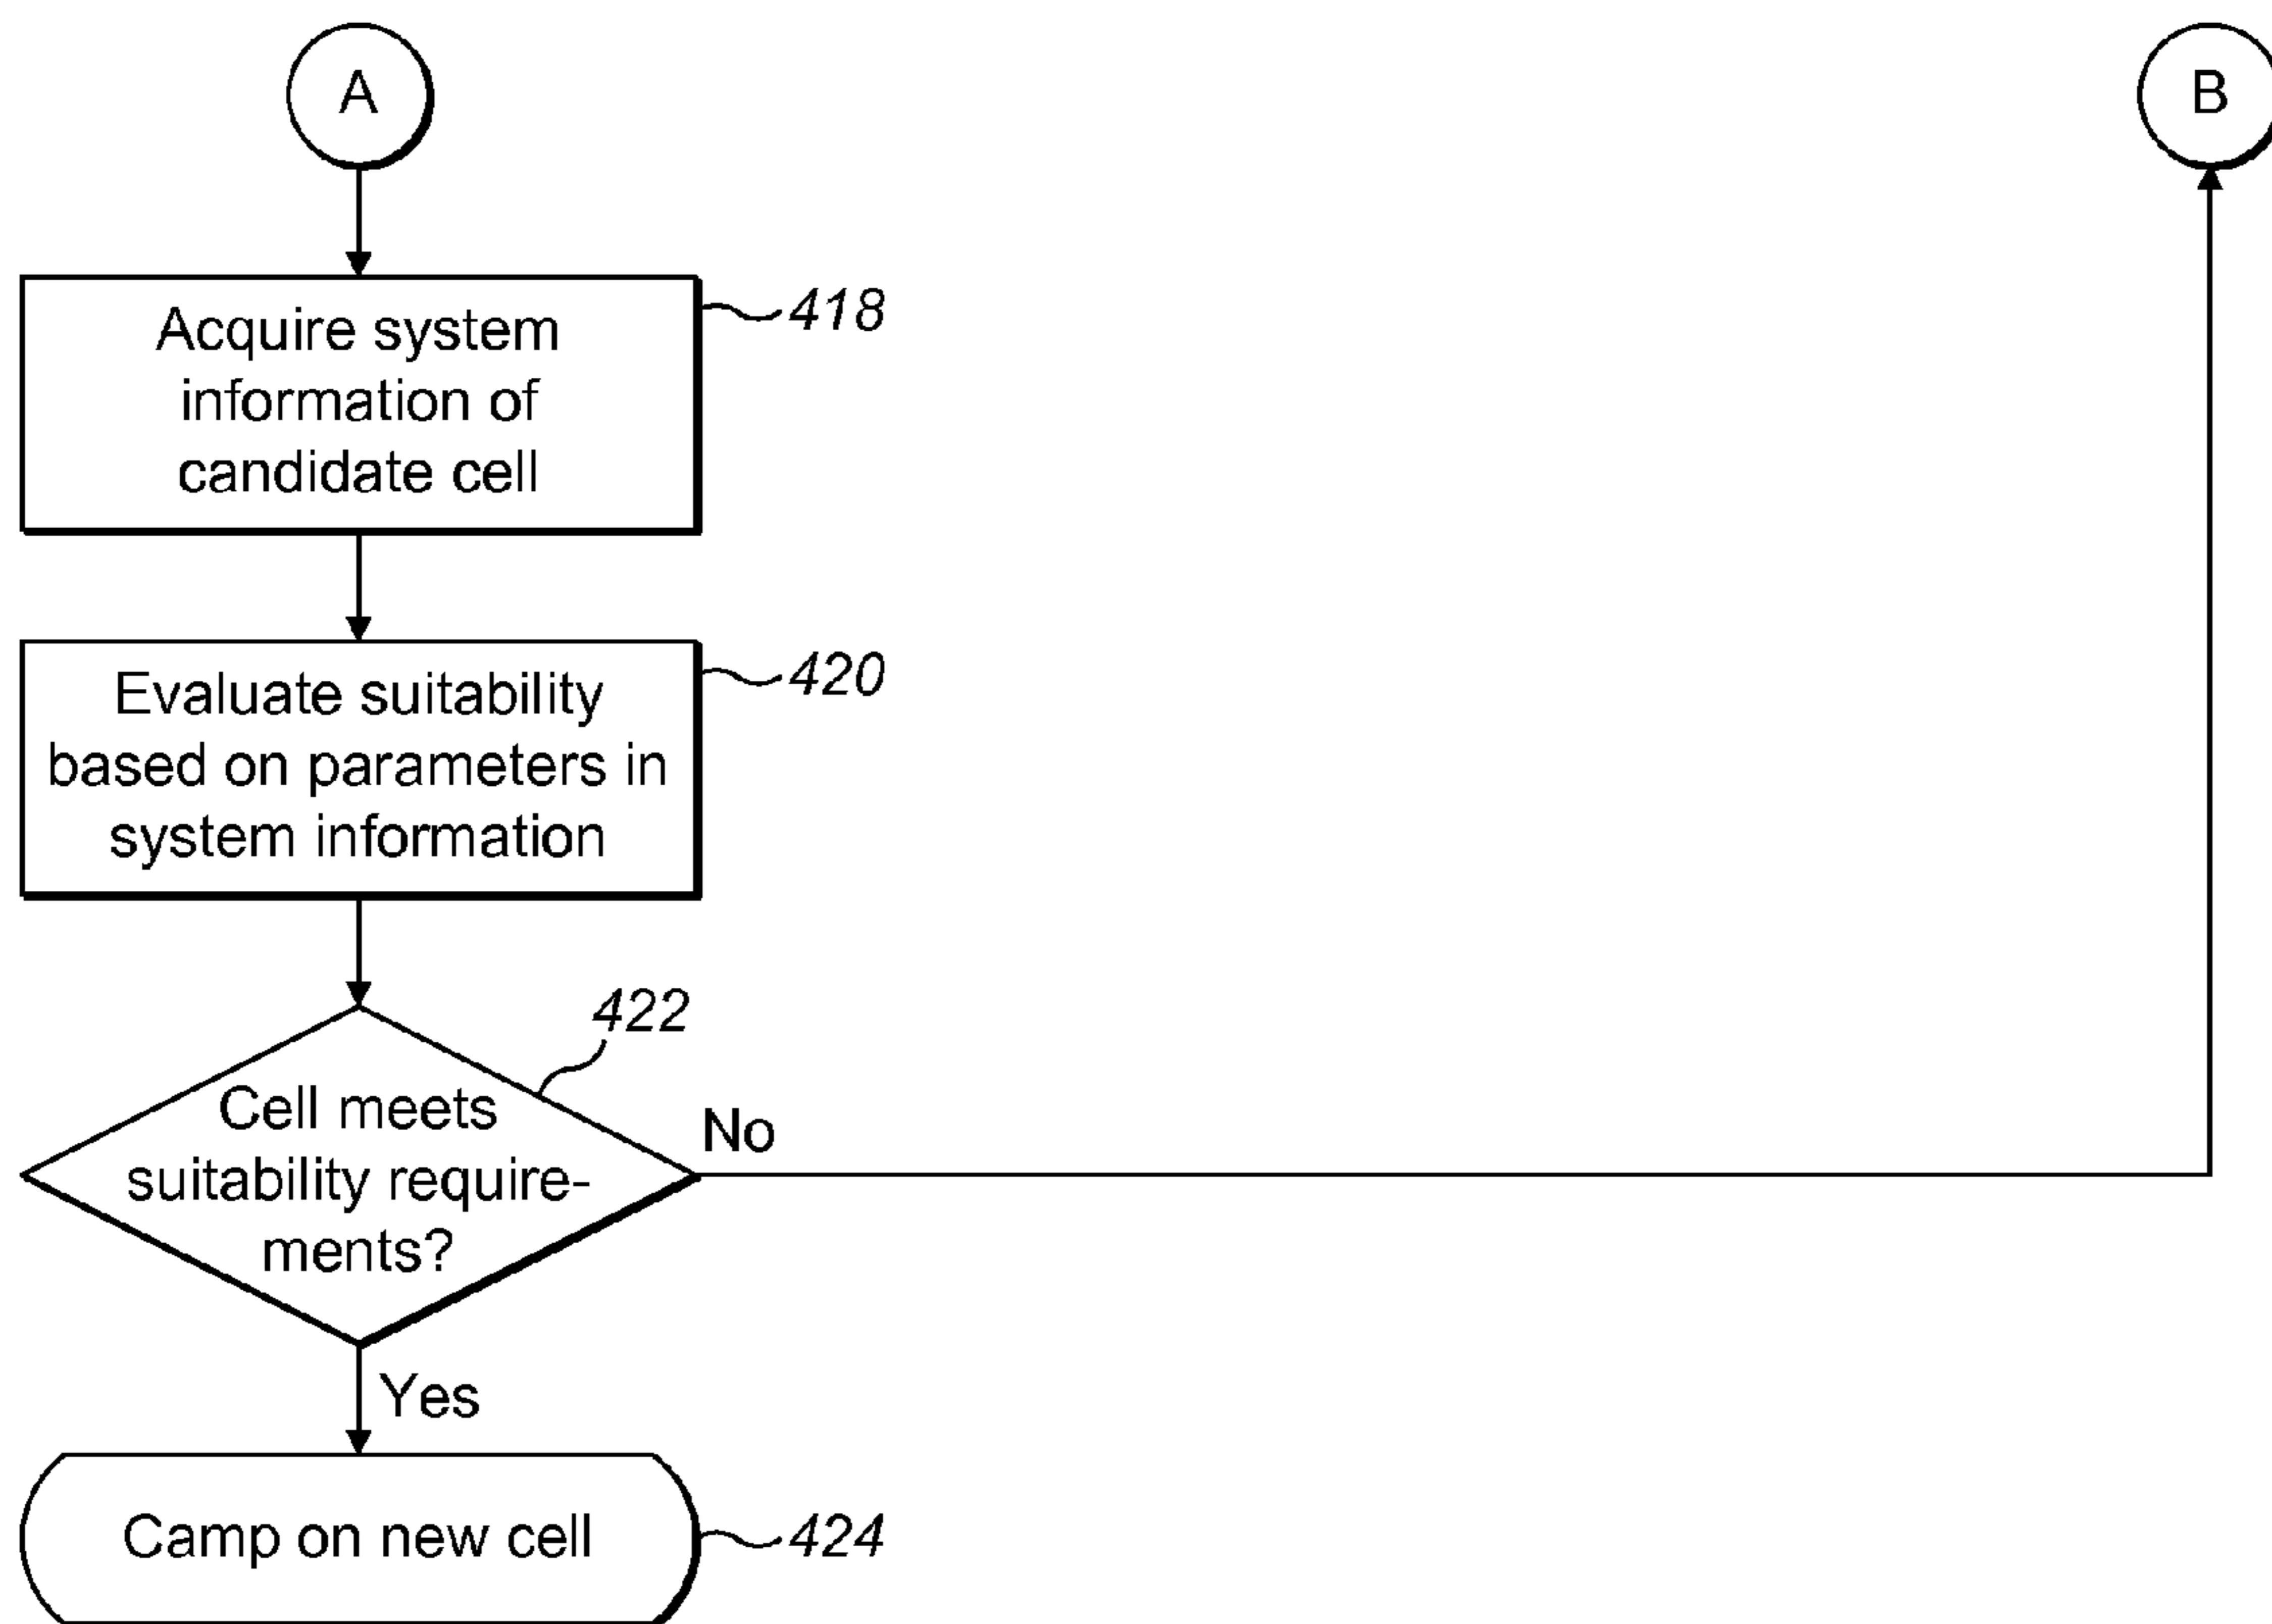 A
B
Acquire system
information of
candidate cell
418
Evaluate suitability
based on parameters in
system information
420
422
Cell meets
suitability require-
ments?
No
Yes
Camp on new cell
424